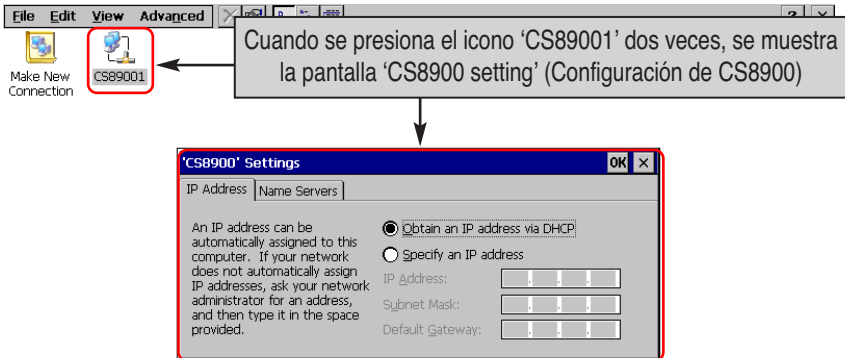 File Edit View Advanced ? ×
Cuando se presiona el icono ‘CS89001’ dos veces, se muestra
la pantalla ‘CS8900 setting’ (Configuración de CS8900)
Make New
Connection
CS89001
'CS8900' Settings OK ×
IP Address Name Servers
An IP address can be
automatically assigned to this
computer. If your network
does not automatically assign
IP addresses, ask your network
administrator for an address,
and then type it in the space
provided.
Obtain an IP address via DHCP
Specify an IP address
IP Address:
Subnet Mask:
Default Gateway: